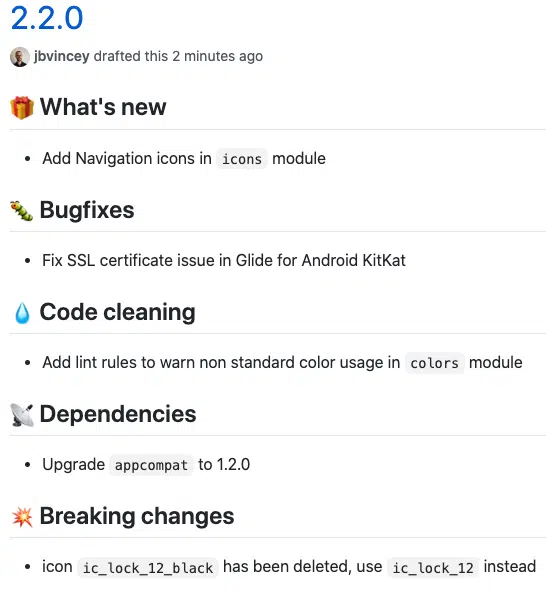 2.2.0
jbvincey drafted this 2 minutes ago
🎁 What's new
• Add Navigation icons in icons module
🐛 Bugfixes
• Fix SSL certificate issue in Glide for Android KitKat
💧 Code cleaning
• Add lint rules to warn non standard color usage in colors module
📡 Dependencies
• Upgrade appcompat to 1.2.0
💥 Breaking changes
• icon ic_lock_12_black has been deleted, use ic_lock_12 instead